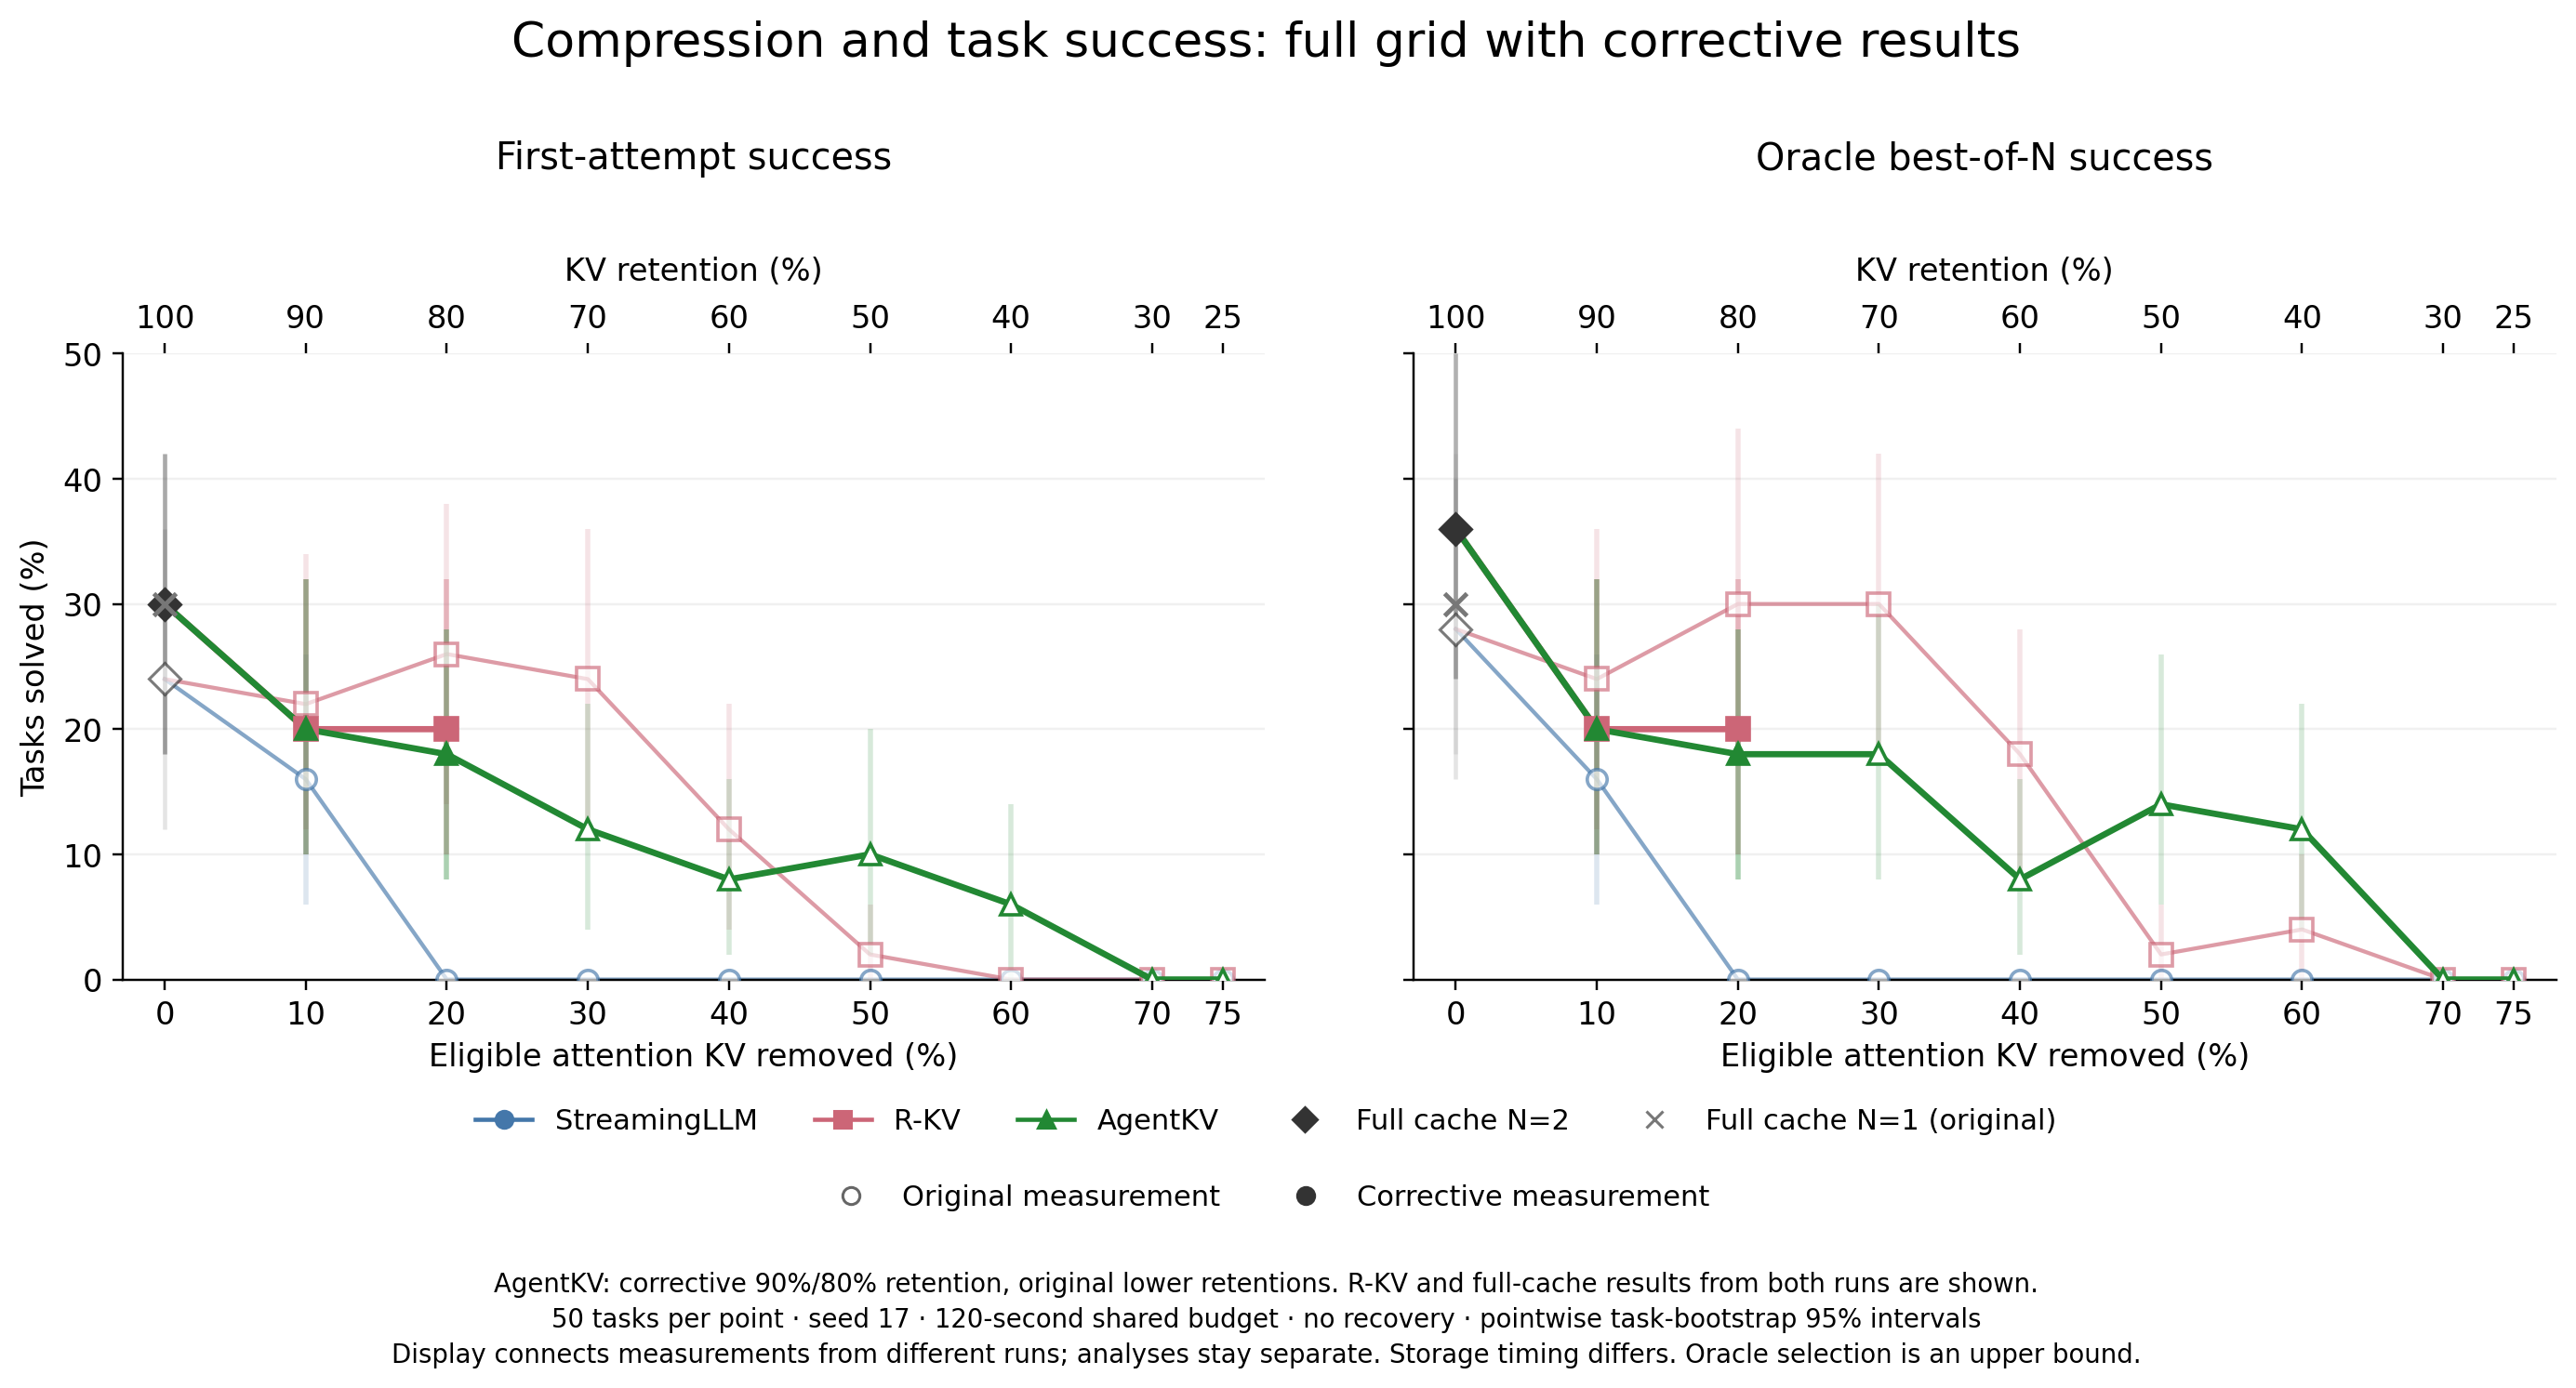 Compression and task success: full grid with corrective results
First-attempt success
KV retention (%)
100 90 80 70 60 50 40 30 25
Tasks solved (%)
50
40
30
20
10
0
0 10 20 30 40 50 60 70 75
Eligible attention KV removed (%)
Oracle best-of-N success
KV retention (%)
100 90 80 70 60 50 40 30 25
0 10 20 30 40 50 60 70 75
Eligible attention KV removed (%)
StreamingLLM R-KV AgentKV Full cache N=2 Full cache N=1 (original)
Original measurement Corrective measurement
AgentKV: corrective 90%/80% retention, original lower retentions. R-KV and full-cache results from both runs are shown.
50 tasks per point · seed 17 · 120-second shared budget · no recovery · pointwise task-bootstrap 95% intervals
Display connects measurements from different runs; analyses stay separate. Storage timing differs. Oracle selection is an upper bound.